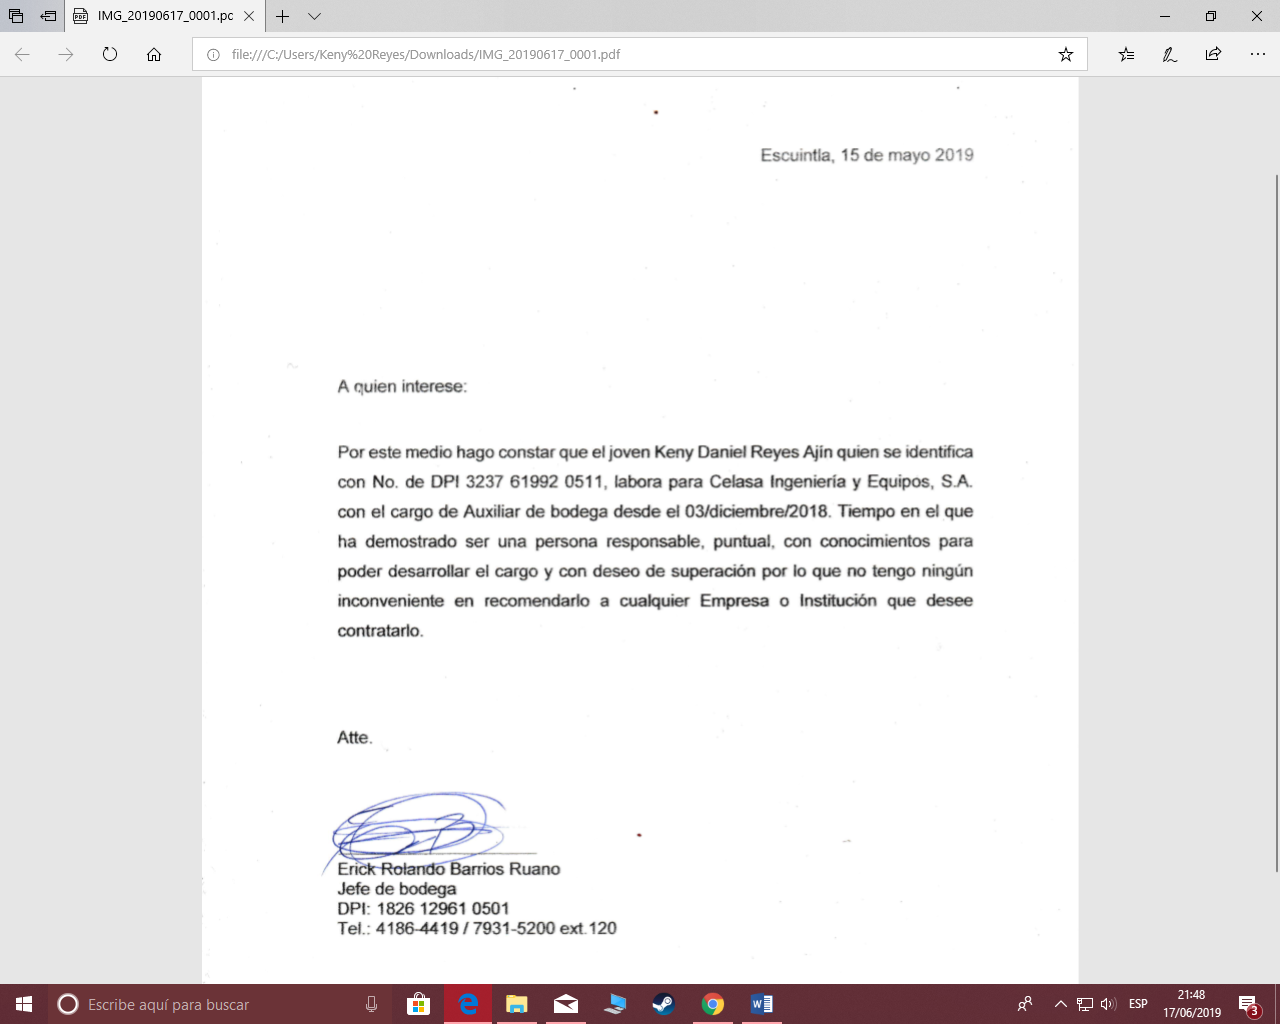 IMG_20190617_0001.pc
file:///C:/Users/Keny%20Reyes/Downloads/IMG_20190617_0001.pdf
Escuintla, 15 de mayo 2019
A quien interese:
Por este medio hago constar que el joven Keny Daniel Reyes Ajín quien se identifica
con No. de DPI 3237 61992 0511, labora para Celasa Ingeniería y Equipos, S.A.
con el cargo de Auxiliar de bodega desde el 03/diciembre/2018. Tiempo en el que
ha demostrado ser una persona responsable, puntual, con conocimientos para
poder desarrollar el cargo y con deseo de superación por lo que no tengo ningún
inconveniente en recomendarlo a cualquier Empresa o Institución que desee
contratarlo.
Atte.
Erick Rolando Barrios Ruano
Jefe de bodega
DPI: 1826 12961 0501
Tel.: 4186-4419 / 7931-5200 ext.120
Escribe aquí para buscar
ESP
21:48
17/06/2019
3